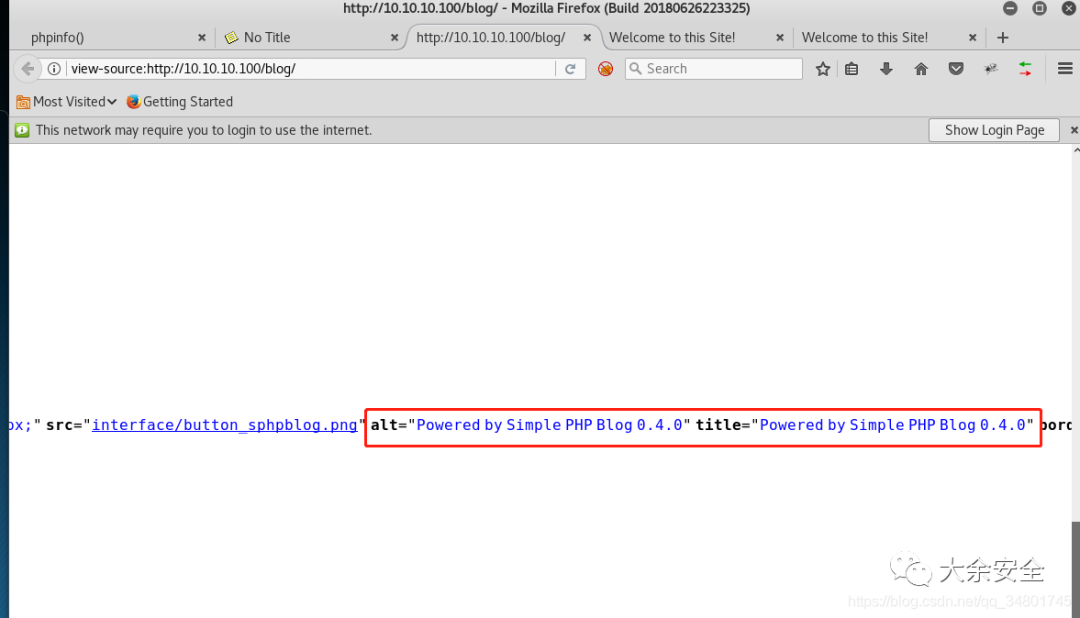 http://10.10.10.100/blog/ - Mozilla Firefox (Build 20180626223325)
phpinfo() No Title http://10.10.10.100/blog/ Welcome to this Site! Welcome to this Site!
view-source:http://10.10.10.100/blog/ Search
Most Visited Getting Started
This network may require you to login to use the internet. Show Login Page
ox;" src="interface/button_sphpblog.png" alt="Powered by Simple PHP Blog 0.4.0" title="Powered by Simple PHP Blog 0.4.0" bord
大余安全
https://blog.csdn.net/qq_34801745